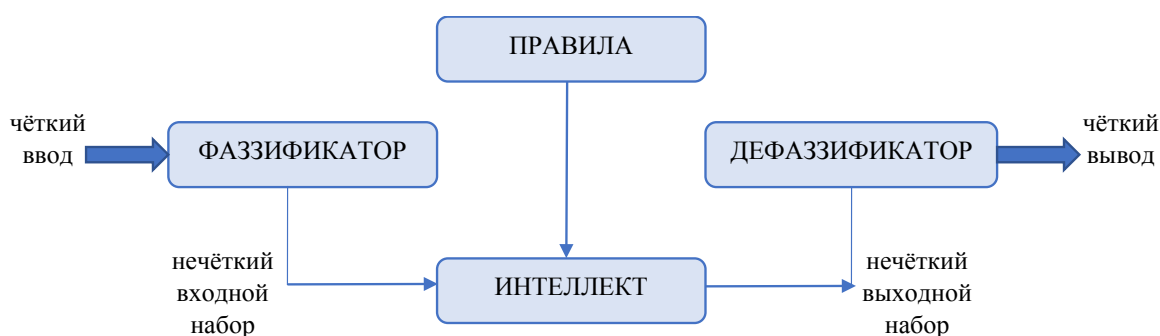 ПРАВИЛА
чёткий
ввод
ФАЗЗИФИКАТОР
ДЕФАЗЗИФИКАТОР
чёткий
вывод
нечёткий
входной
набор
ИНТЕЛЛЕКТ
нечёткий
выходной
набор